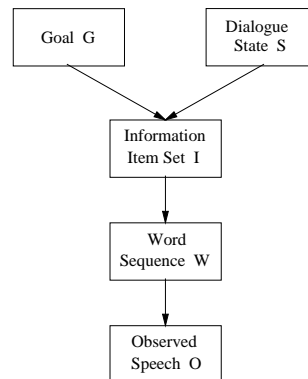 Goal G
Dialogue
State S
Information
Item Set I
Word
Sequence W
Observed
Speech O